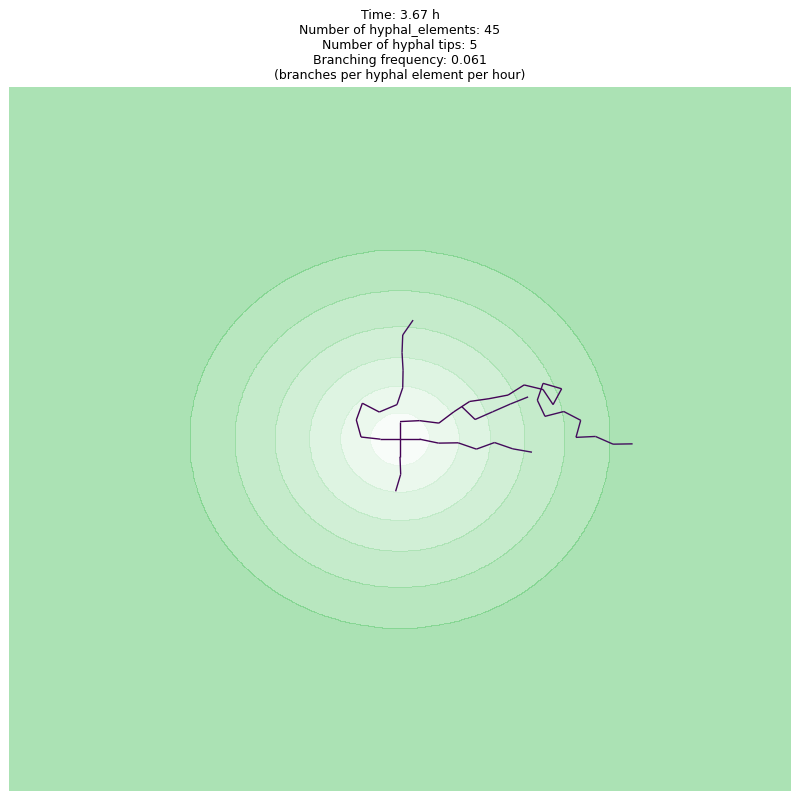 Time: 3.67 h
Number of hyphal_elements: 45
Number of hyphal tips: 5
Branching frequency: 0.061
(branches per hyphal element per hour)